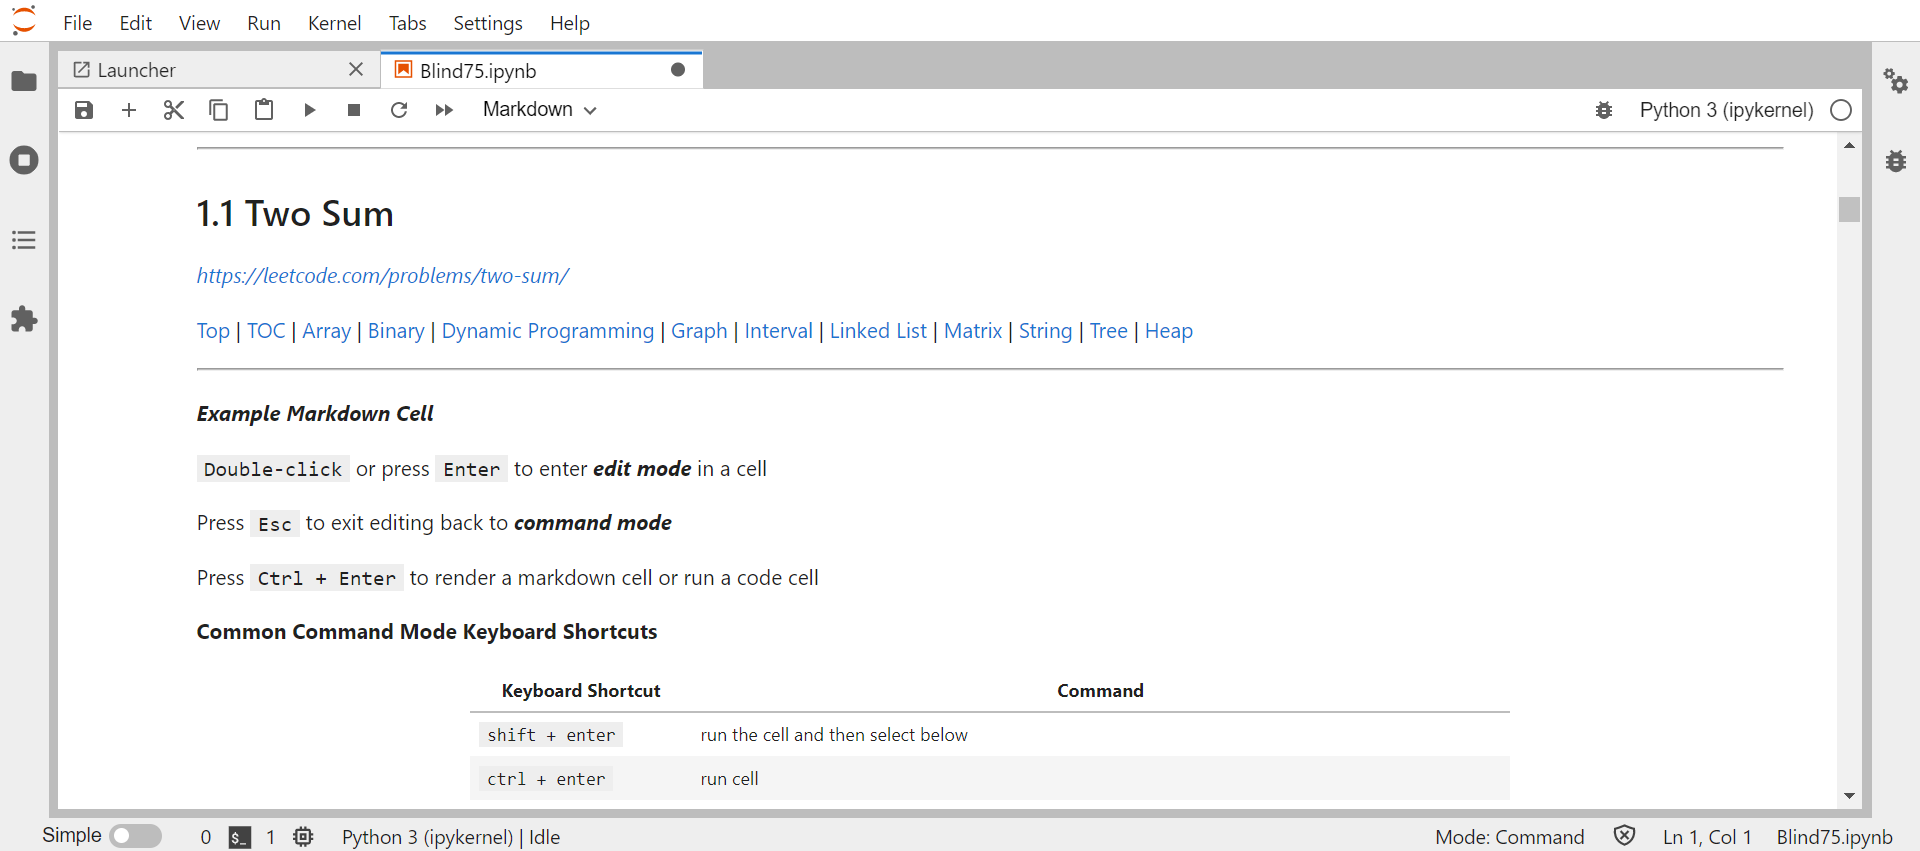 File Edit View Run Kernel Tabs Settings Help
Launcher Blind75.ipynb
Markdown Python 3 (ipykernel)
1.1 Two Sum
https://leetcode.com/problems/two-sum/
Top | TOC | Array | Binary | Dynamic Programming | Graph | Interval | Linked List | Matrix | String | Tree | Heap
Example Markdown Cell
Double-click or press Enter to enter edit mode in a cell
Press Esc to exit editing back to command mode
Press Ctrl + Enter to render a markdown cell or run a code cell
Common Command Mode Keyboard Shortcuts
Keyboard Shortcut Command
shift + enter run the cell and then select below
ctrl + enter run cell
Simple 0 $_ 1 Python 3 (ipykernel) | Idle Mode: Command Ln 1, Col 1 Blind75.ipynb